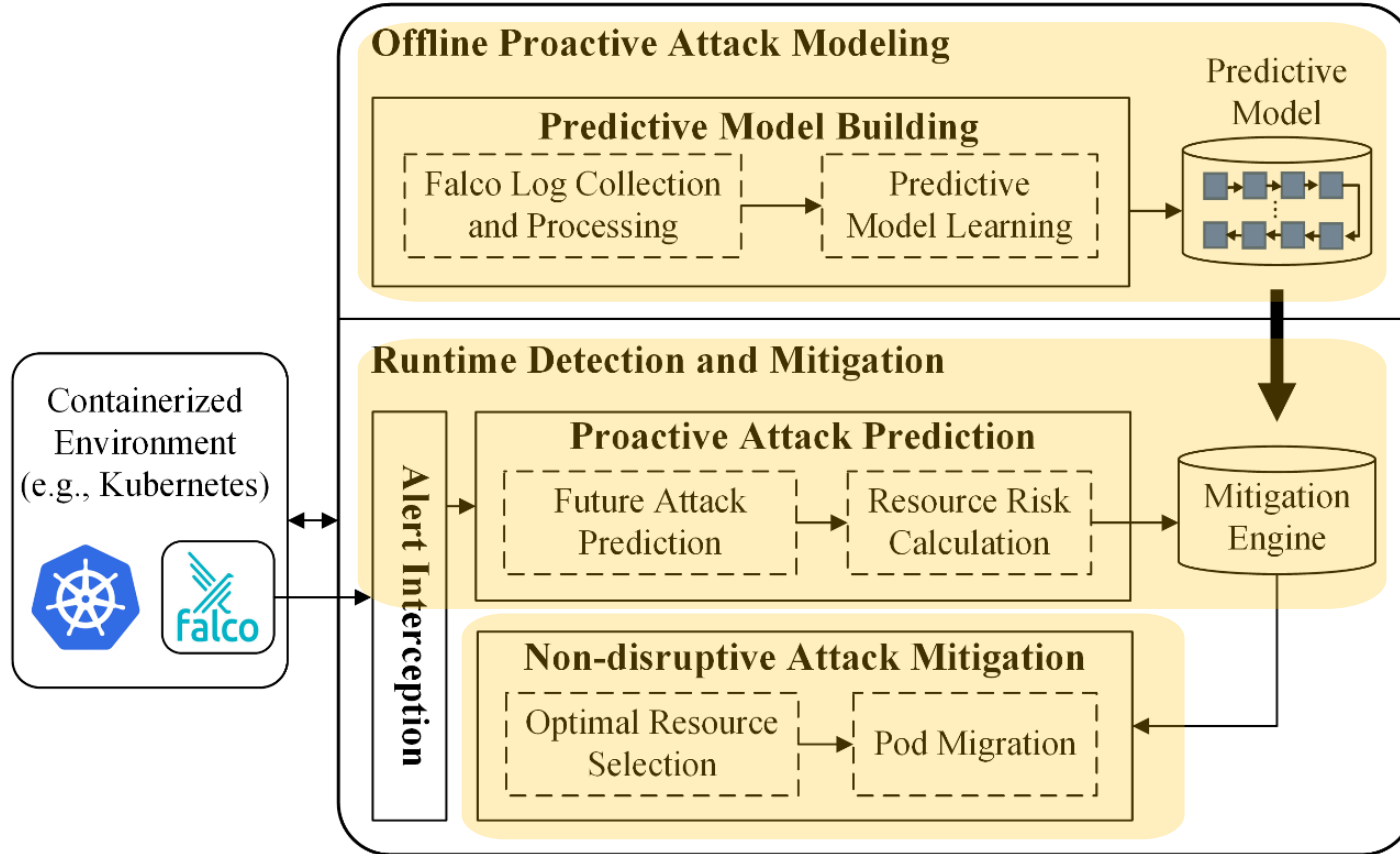 Offline Proactive Attack Modeling
Predictive
Model
Predictive Model Building
Falco Log Collection
and Processing
Predictive
Model Learning
Runtime Detection and Mitigation
Containerized
Environment
(e.g., Kubernetes)
falco
Alert Interception
Proactive Attack Prediction
Future Attack
Prediction
Resource Risk
Calculation
Mitigation
Engine
Non-disruptive Attack Mitigation
Optimal Resource
Selection
Pod Migration